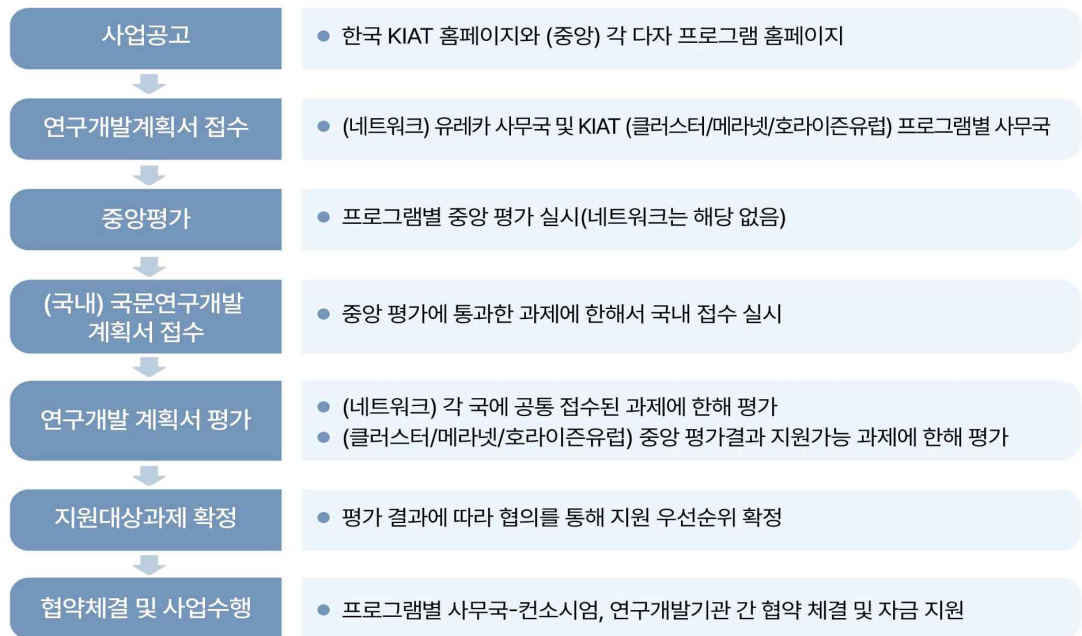 사업공고
● 한국 KIAT 홈페이지와 (중앙) 각 다자 프로그램 홈페이지
연구개발계획서 접수
● (네트워크) 유레카 사무국 및 KIAT (클러스터/메라넷/호라이즌유럽) 프로그램별 사무국
중앙평가
● 프로그램별 중앙 평가 실시(네트워크는 해당 없음)
(국내) 국문연구개발
계획서 접수
● 중앙 평가에 통과한 과제에 한해서 국내 접수 실시
연구개발 계획서 평가
● (네트워크) 각 국에 공통 접수된 과제에 한해 평가
● (클러스터/메라넷/호라이즌유럽) 중앙 평가결과 지원가능 과제에 한해 평가
지원대상과제 확정
● 평가 결과에 따라 협의를 통해 지원 우선순위 확정
협약체결 및 사업수행
● 프로그램별 사무국-컨소시엄, 연구개발기관 간 협약 체결 및 자금 지원